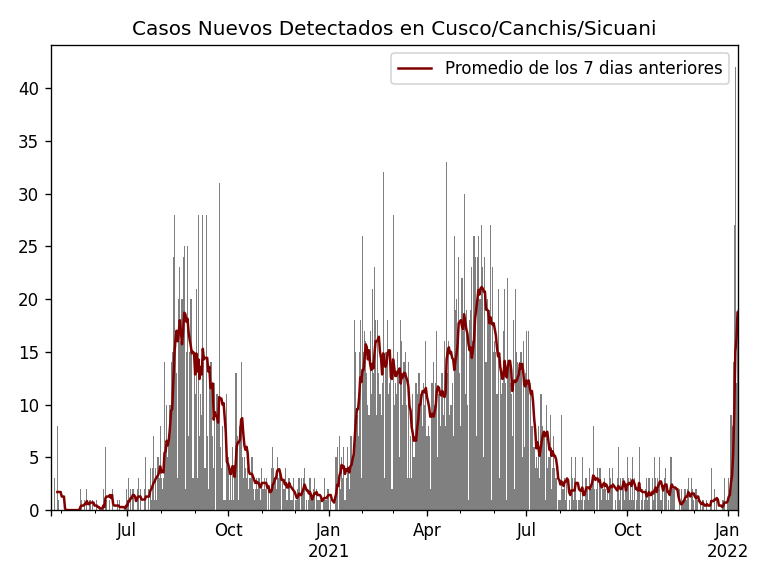 Casos Nuevos Detectados en Cusco/Canchis/Sicuani
Promedio de los 7 dias anteriores
40
35
30
25
20
15
10
5
0
Jul
Oct
Jan
2021
Apr
Jul
Oct
Jan
2022